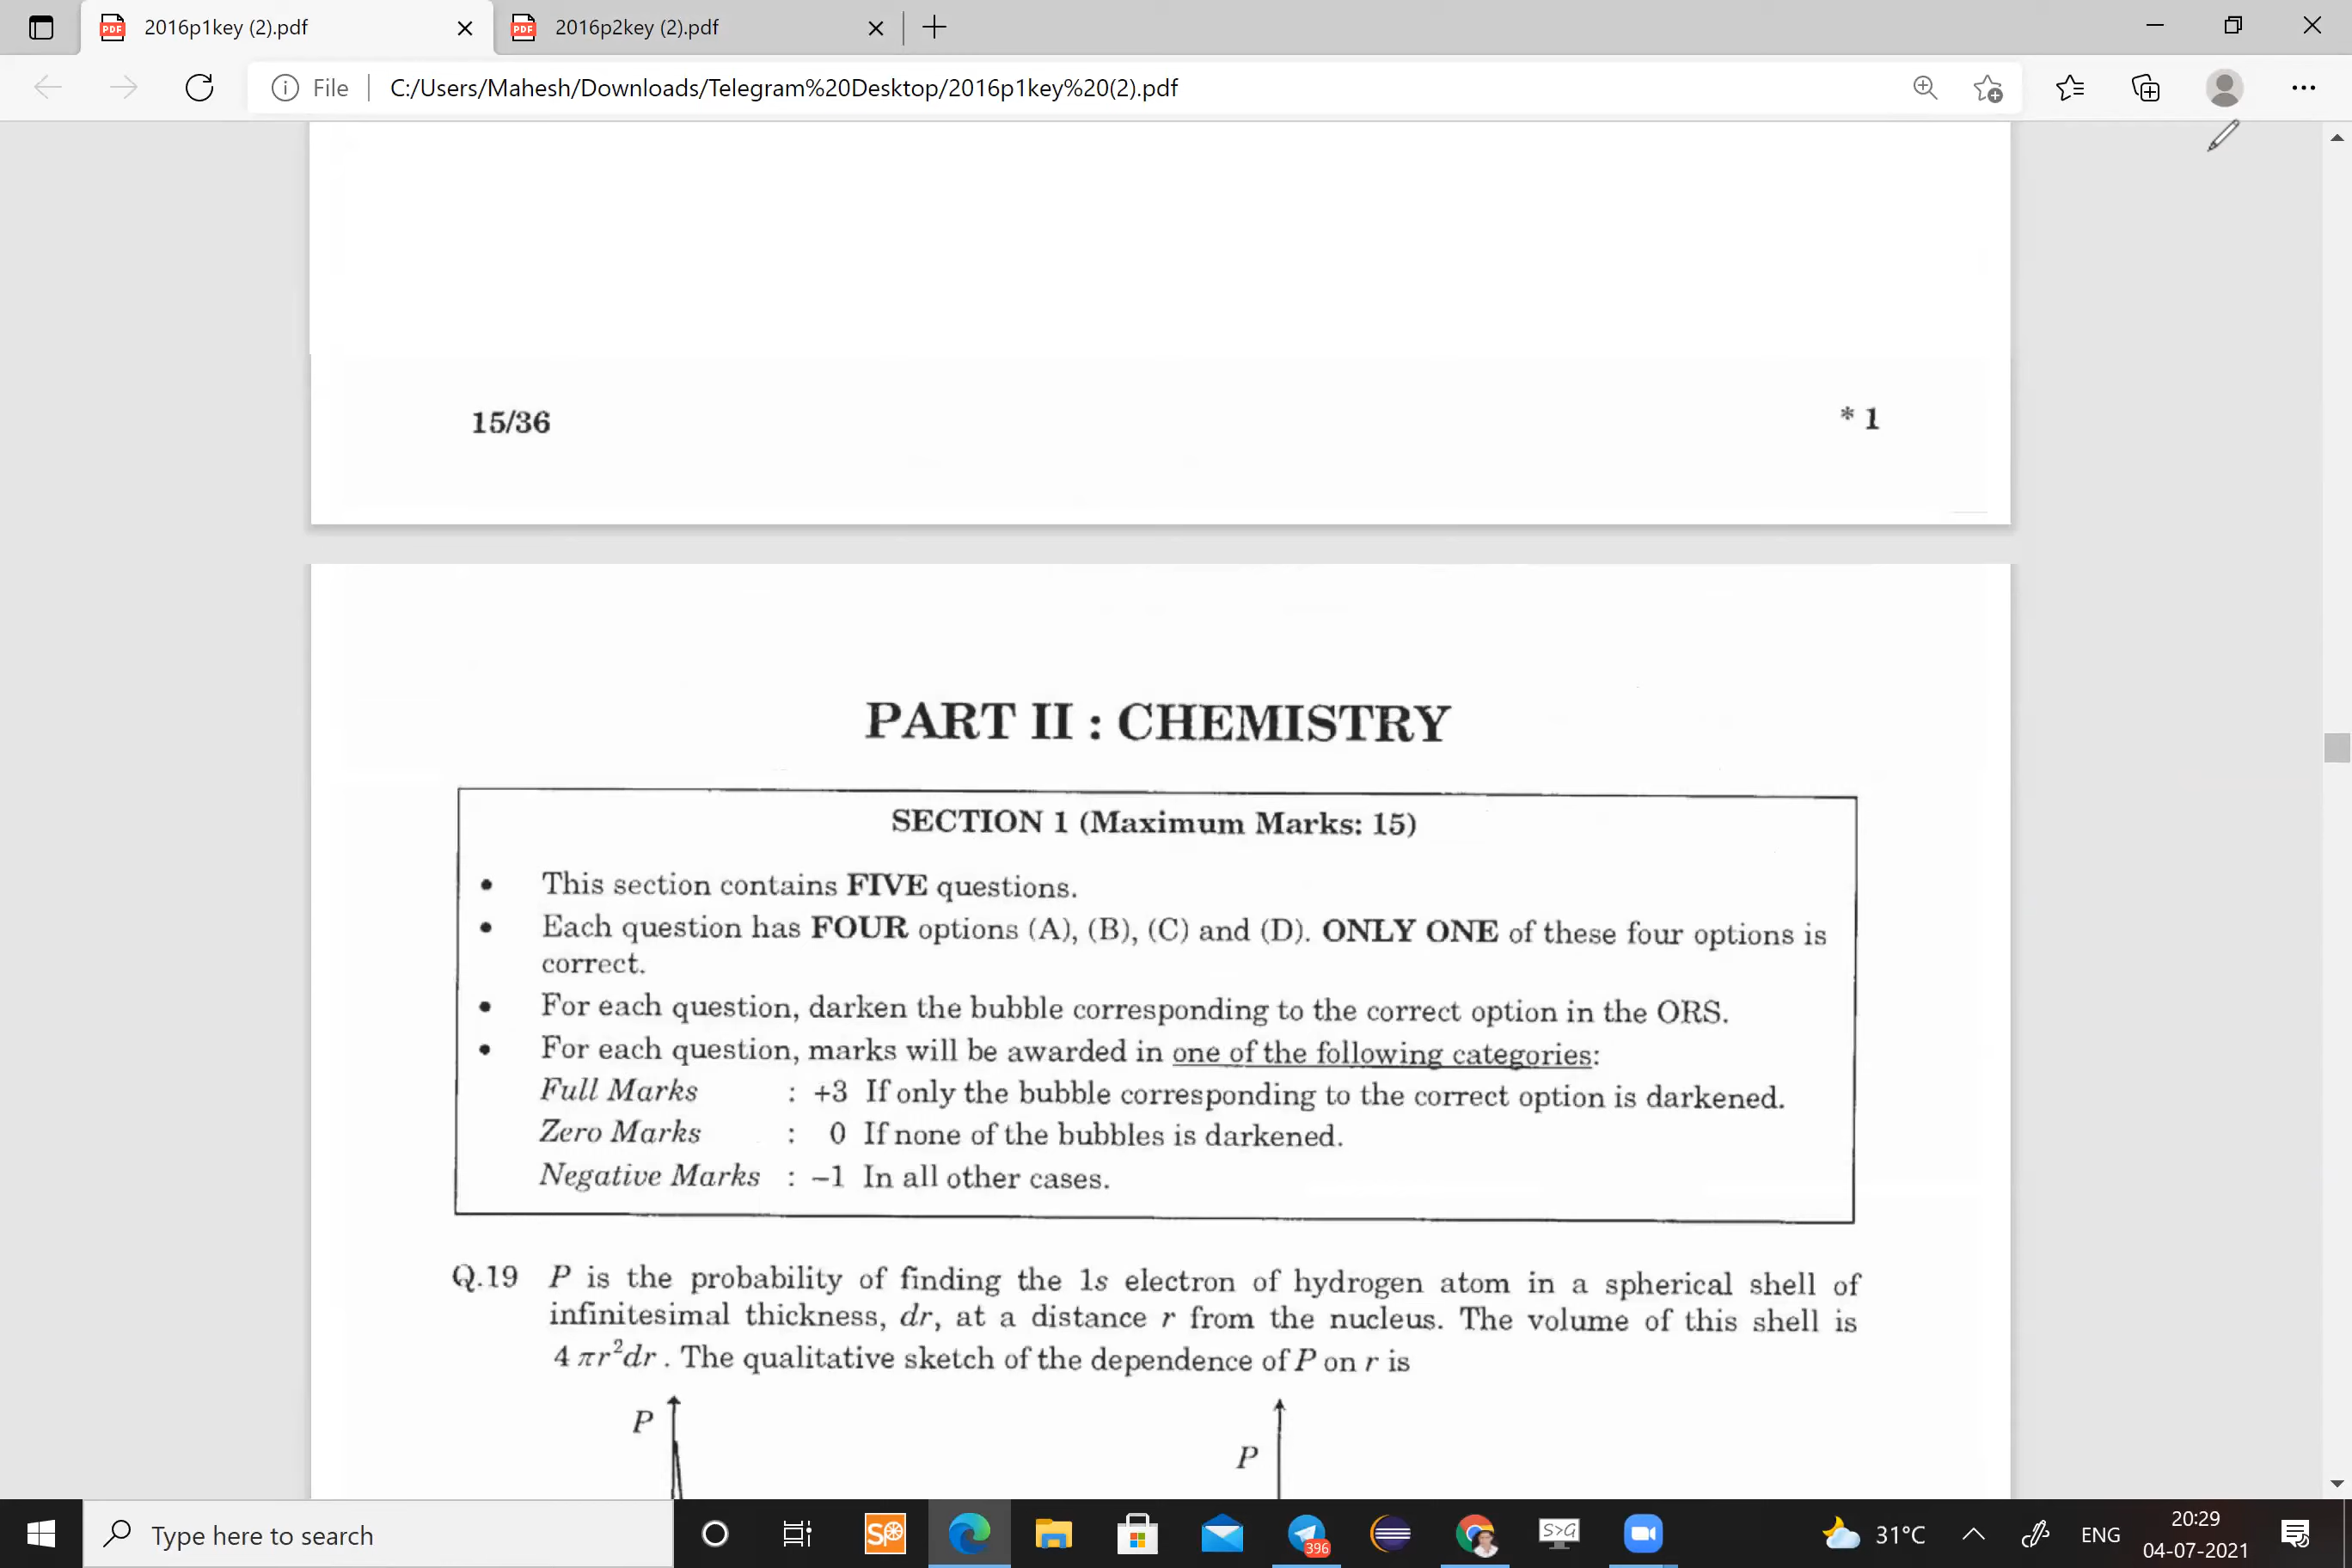 2016p1key (2).pdf
2016p2key (2).pdf
File
C:/Users/Mahesh/Downloads/Telegram%20Desktop/2016p1key%20(2).pdf
15/36
* 1
PART II : CHEMISTRY
SECTION 1 (Maximum Marks: 15)
• This section contains FIVE questions.
• Each question has FOUR options (A), (B), (C) and (D). ONLY ONE of these four options is
correct.
• For each question, darken the bubble corresponding to the correct option in the ORS.
• For each question, marks will be awarded in one of the following categories:
Full Marks : +3 If only the bubble corresponding to the correct option is darkened.
Zero Marks : 0 If none of the bubbles is darkened.
Negative Marks : –1 In all other cases.
Q.19 P is the probability of finding the 1s electron of hydrogen atom in a spherical shell of
infinitesimal thickness, dr, at a distance r from the nucleus. The volume of this shell is
4 πr²dr . The qualitative sketch of the dependence of P on r is
P
P
Type here to search
396
S>G
31°C
ENG
20:29
04-07-2021